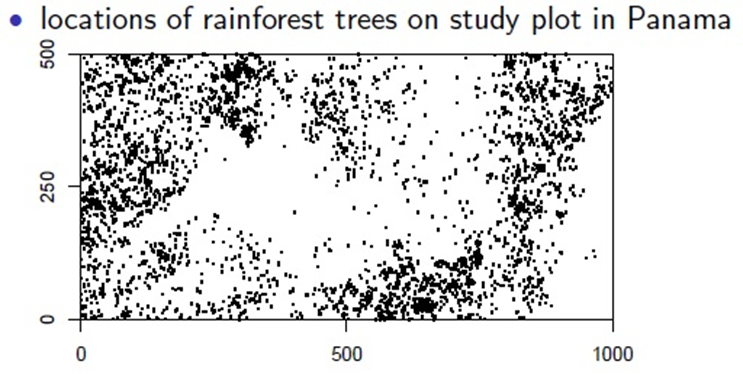 • locations of rainforest trees on study plot in Panama
500
250
0
0 500 1000